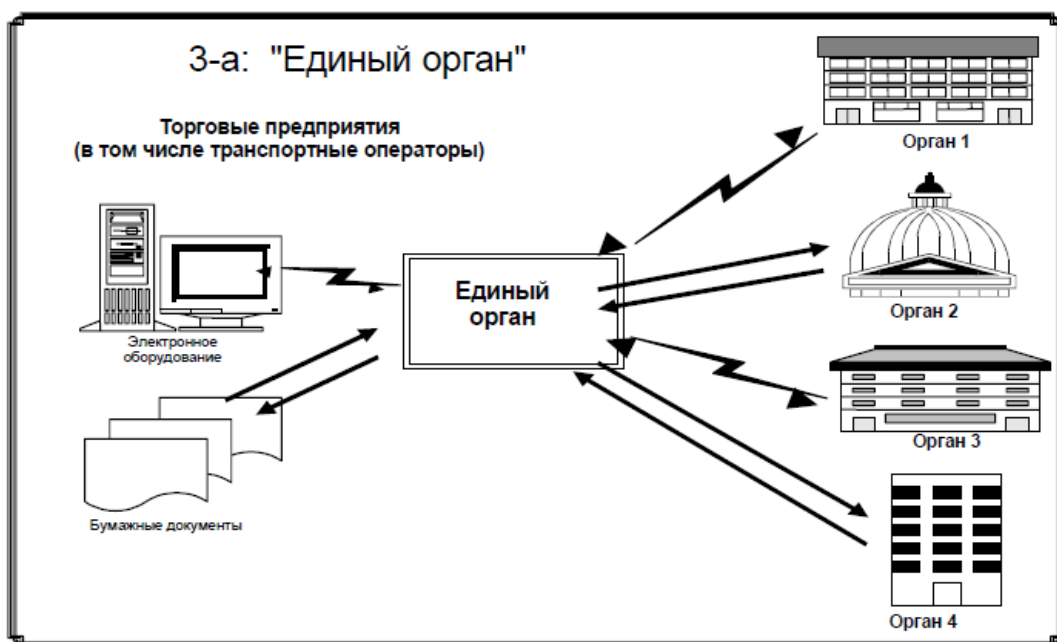 3-а: "Единый орган"
Торговые предприятия
(в том числе транспортные операторы)
Электронное
оборудование
Бумажные документы
Единый
орган
Орган 1
Орган 2
Орган 3
Орган 4